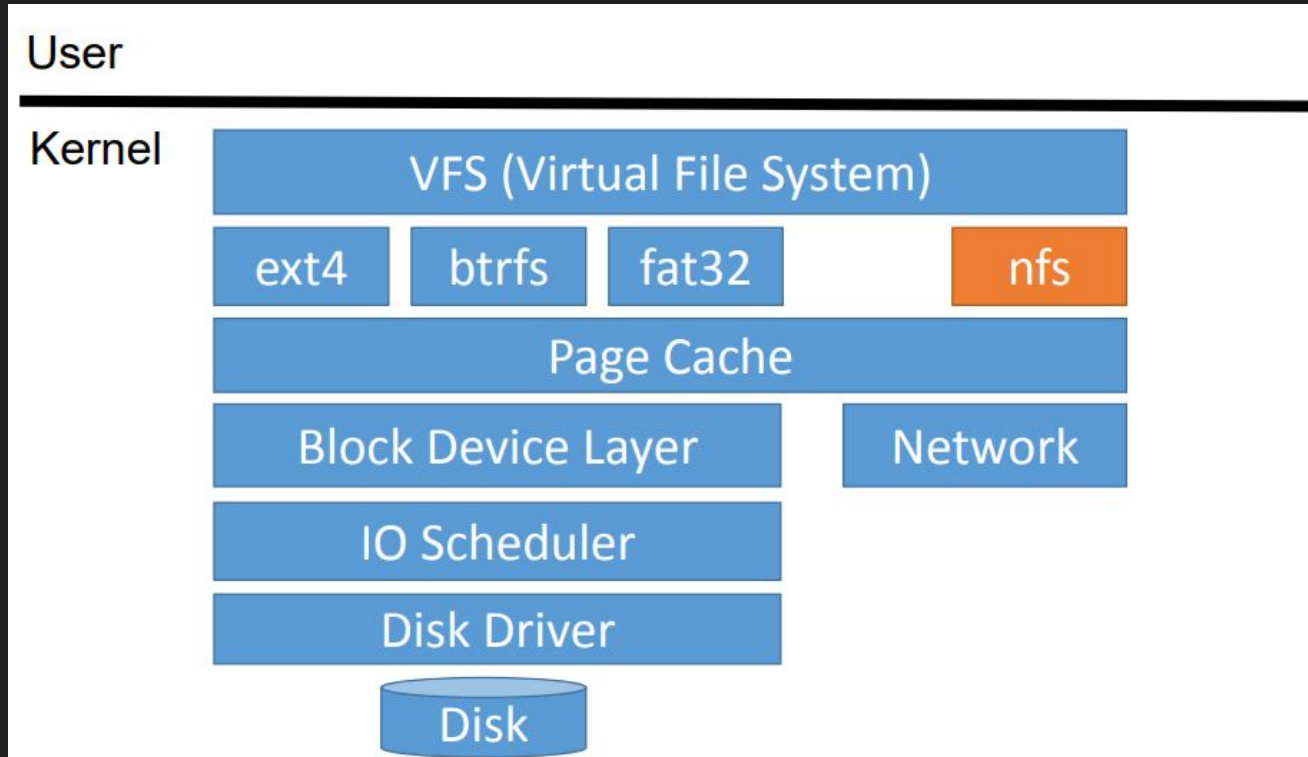 User
Kernel
VFS (Virtual File System)
ext4
btrfs
fat32
nfs
Page Cache
Block Device Layer
Network
IO Scheduler
Disk Driver
Disk